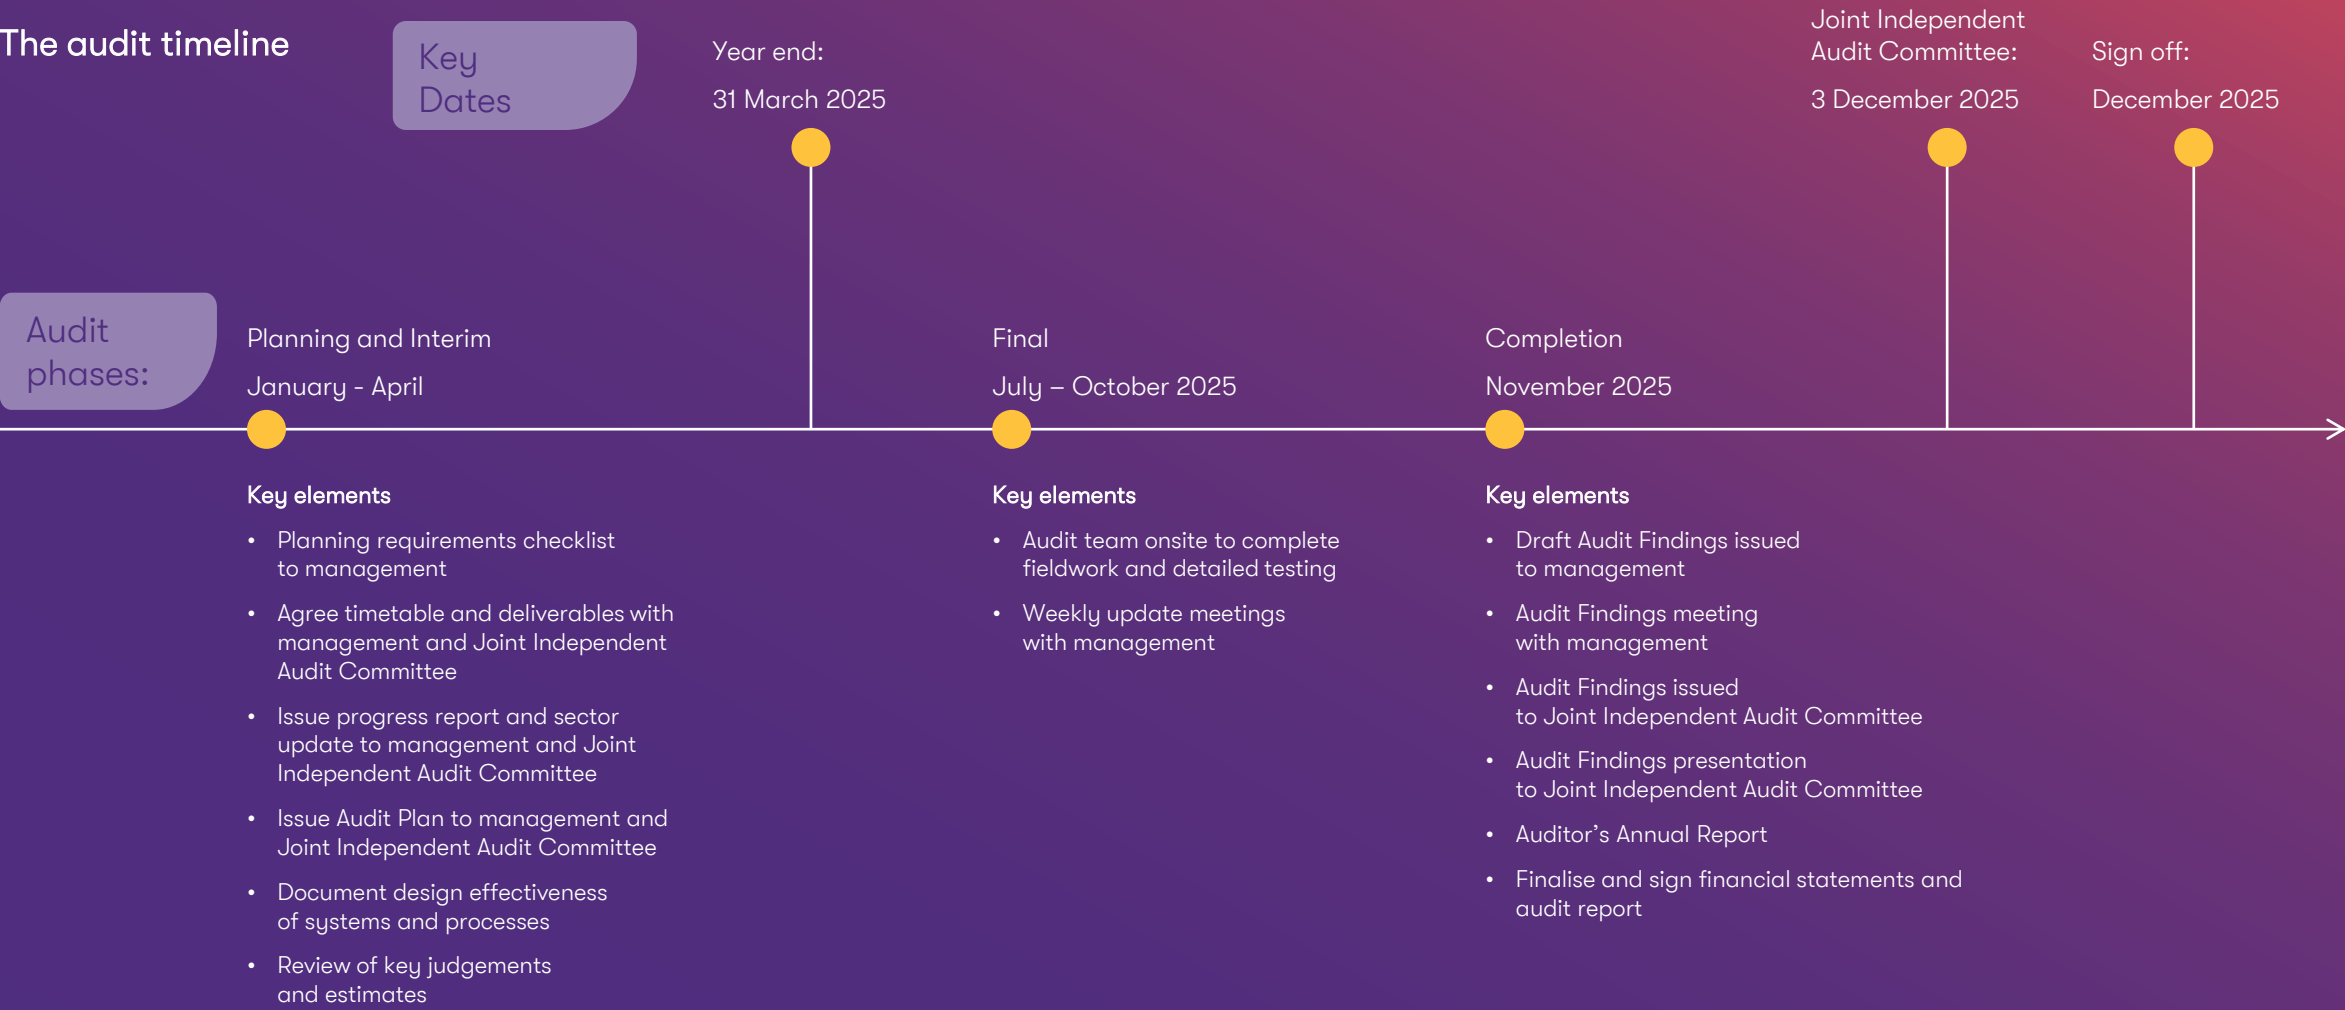 The audit timeline
Key
Dates
Year end:
31 March 2025
Joint Independent
Audit Committee:
3 December 2025
Sign off:
December 2025
Audit
phases:
Planning and Interim
January - April
Final
July – October 2025
Completion
November 2025
Key elements
• Planning requirements checklist
to management
• Agree timetable and deliverables with
management and Joint Independent
Audit Committee
• Issue progress report and sector
update to management and Joint
Independent Audit Committee
• Issue Audit Plan to management and
Joint Independent Audit Committee
• Document design effectiveness
of systems and processes
• Review of key judgements
and estimates
Key elements
• Audit team onsite to complete
fieldwork and detailed testing
• Weekly update meetings
with management
Key elements
• Draft Audit Findings issued
to management
• Audit Findings meeting
with management
• Audit Findings issued
to Joint Independent Audit Committee
• Audit Findings presentation
to Joint Independent Audit Committee
• Auditor’s Annual Report
• Finalise and sign financial statements and
audit report